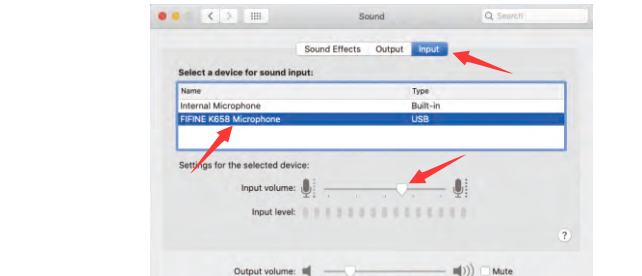 Sound
Search
Sound Effects Output Input
Select a device for sound input:
Name Type
Internal Microphone Built-in
FIFINE K658 Microphone USB
Settings for the selected device:
Input volume:
Input level:
?
Output volume: Mute